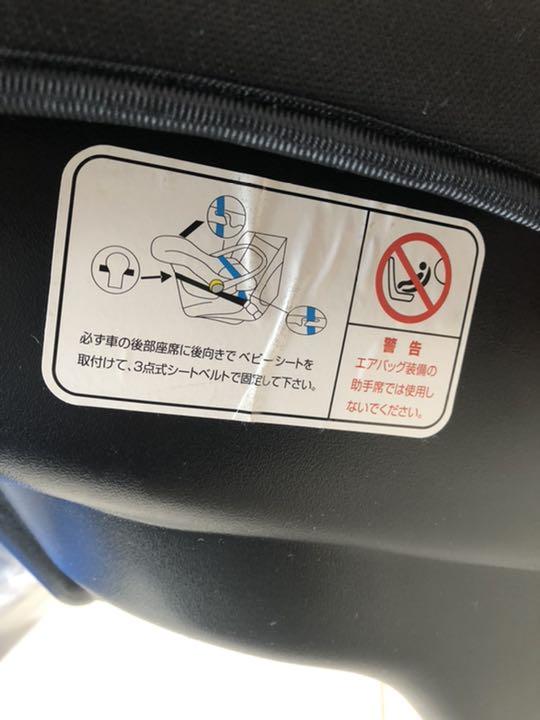 必ず車の後部座席に後向きで ベビーシートを
取付けて、3点式シートベルトで固定して下さい。
警 告
エアバッグ装備の
助手席では使用し
ないでください。